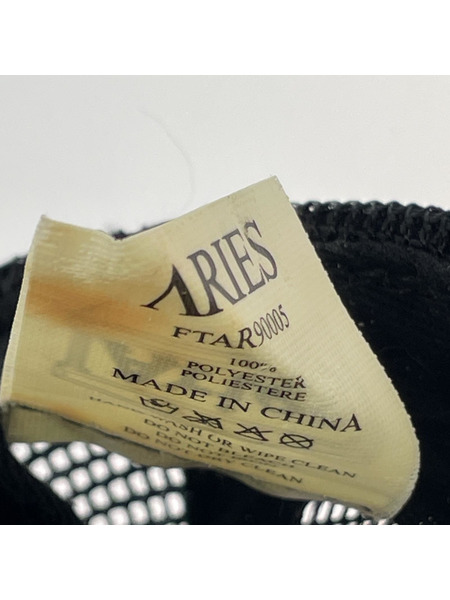 ARIES
FTAR90005
100%
POLYESTER
POLIESTERE
MADE IN CHINA
WASH OR WIPE CLEAN
DO NOT BLEACH
DO NOT DRY CLEAN